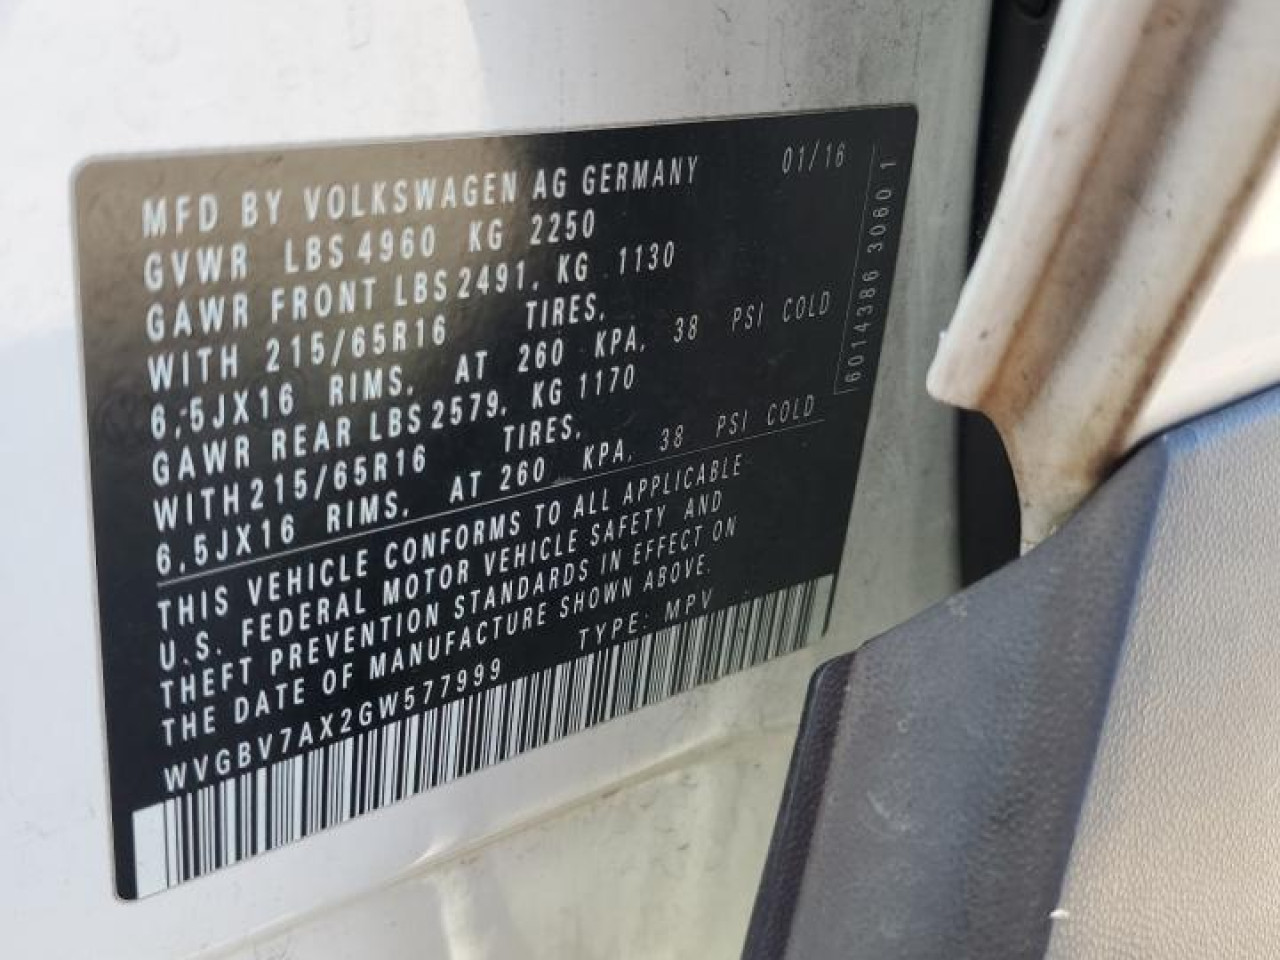 MFD BY VOLKSWAGEN AG GERMANY 01/16
GVWR LBS 4960 KG 2250
GAWR FRONT LBS 2491. KG 1130
WITH 215/65R16 TIRES.
6,5JX16 RIMS. AT 260 KPA. 38 PSI COLD
GAWR REAR LBS 2579. KG 1170
WITH 215/65R16 TIRES.
6,5JX16 RIMS. AT 260 KPA. 38 PSI COLD
THIS VEHICLE CONFORMS TO ALL APPLICABLE
U.S. FEDERAL MOTOR VEHICLE SAFETY AND
THEFT PREVENTION STANDARDS IN EFFECT ON
THE DATE OF MANUFACTURE SHOWN ABOVE.
WVGBV7AX2GW577999 TYPE: MPV
6014386 3060 1